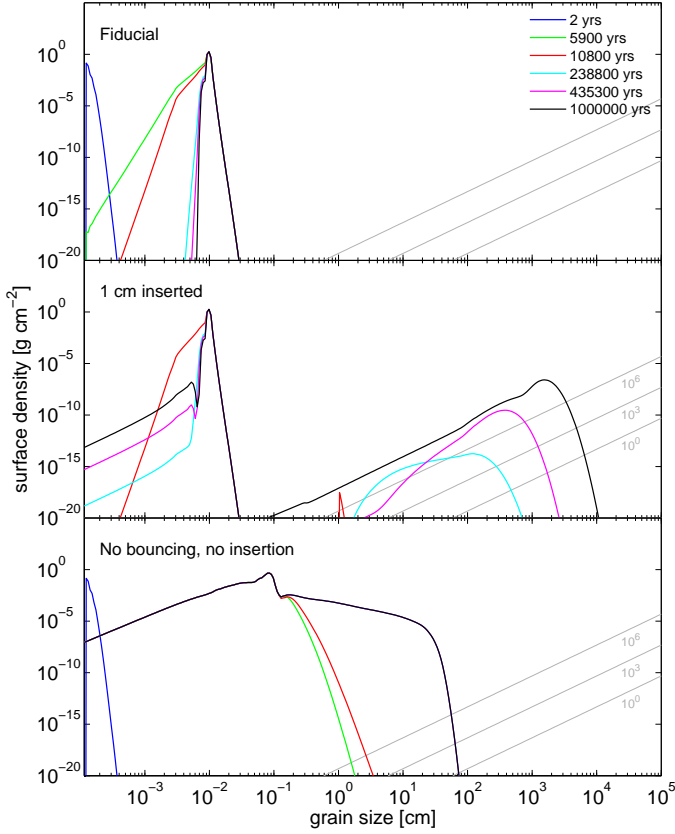 Fiducial
2 yrs
5900 yrs
10800 yrs
238800 yrs
435300 yrs
1000000 yrs
10^0
10^−5
10^−10
10^−15
10^−20
1 cm inserted
10^0
10^−5
10^−10
10^−15
10^−20
10^6
10^3
10^0
surface density [g cm^−2]
No bouncing, no insertion
10^0
10^−5
10^−10
10^−15
10^−20
10^6
10^3
10^0
10^−3
10^−2
10^−1
10^0
10^1
10^2
10^3
10^4
10^5
grain size [cm]